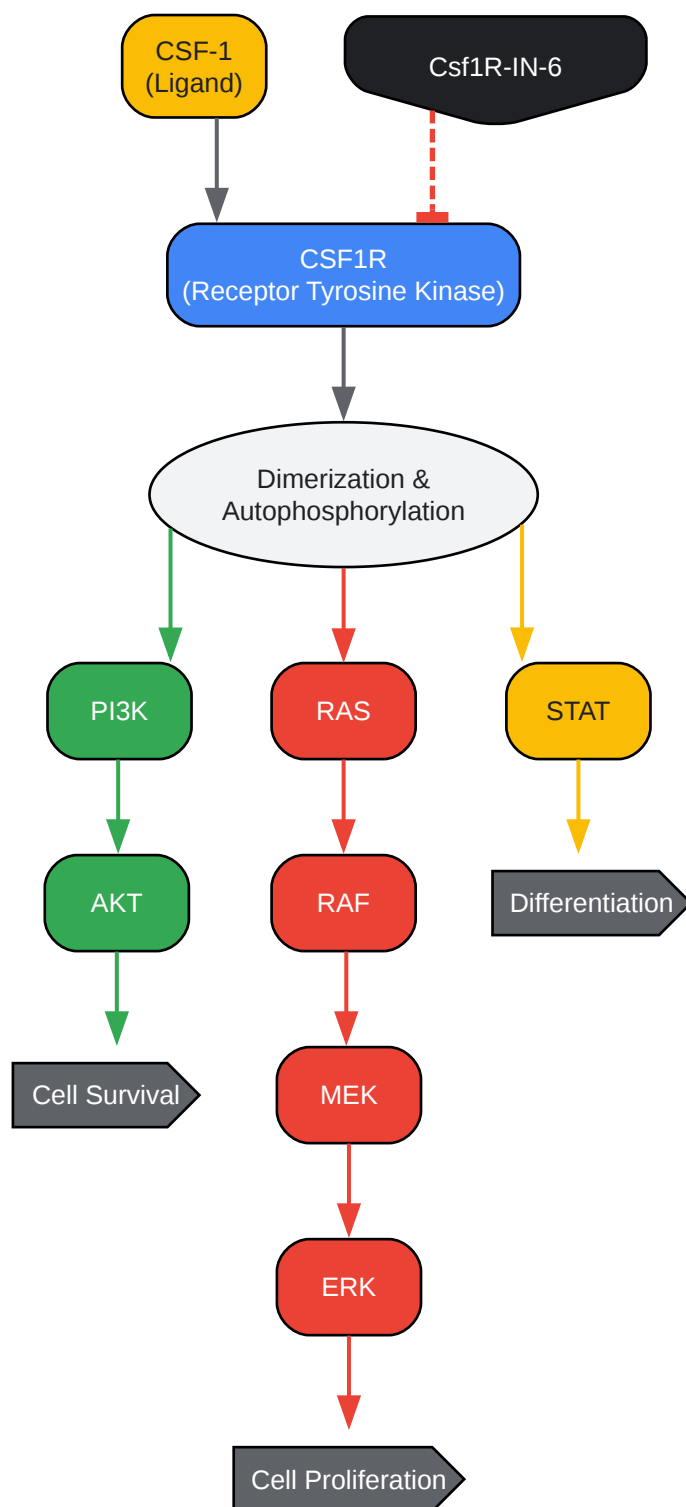 CSF-1
(Ligand)
Csf1R-IN-6
CSF1R
(Receptor Tyrosine Kinase)
Dimerization &
Autophosphorylation
PI3K
RAS
STAT
AKT
RAF
Differentiation
Cell Survival
MEK
ERK
Cell Proliferation